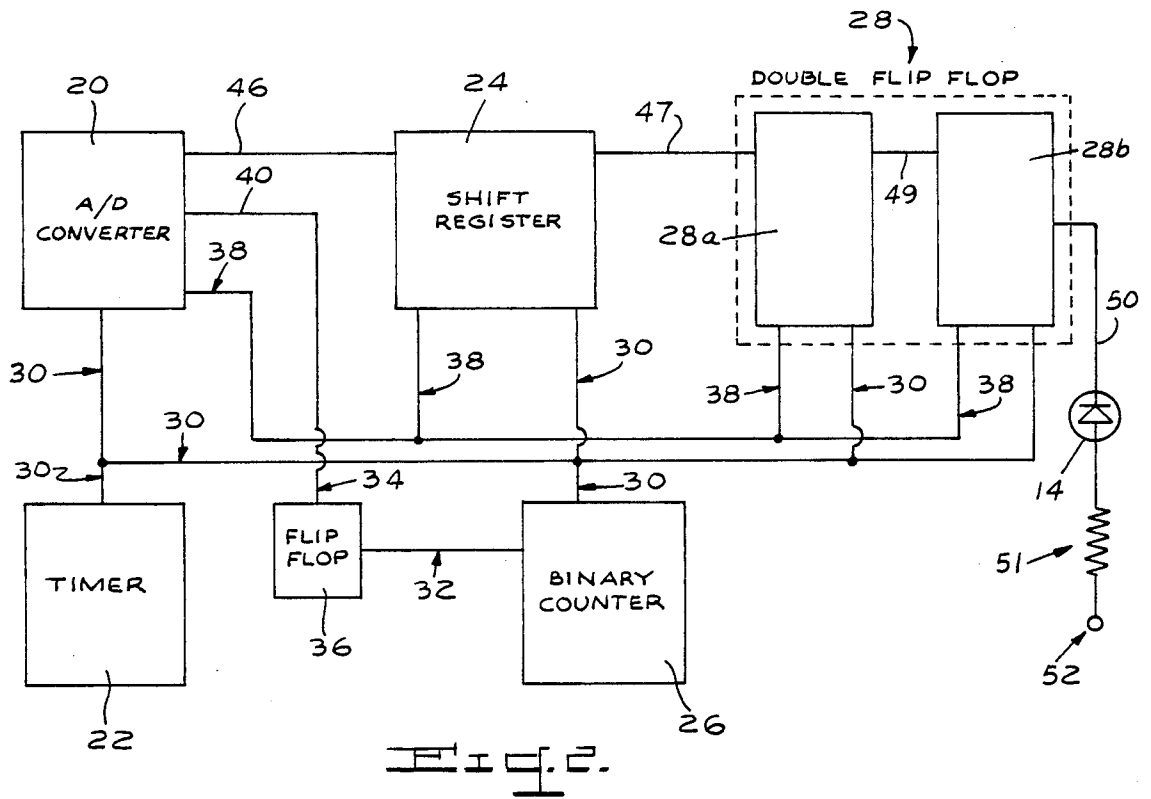 28
DOUBLE FLIP FLOP
20
46
24
47
28b
49
40
A/D
CONVERTER
SHIFT
REGISTER
28a
38
50
30
38
30
38
30
38
30
30
34
30
14
FLIP
FLOP
TIMER
32
BINARY
COUNTER
51
36
52
22
26
FIG. 2.